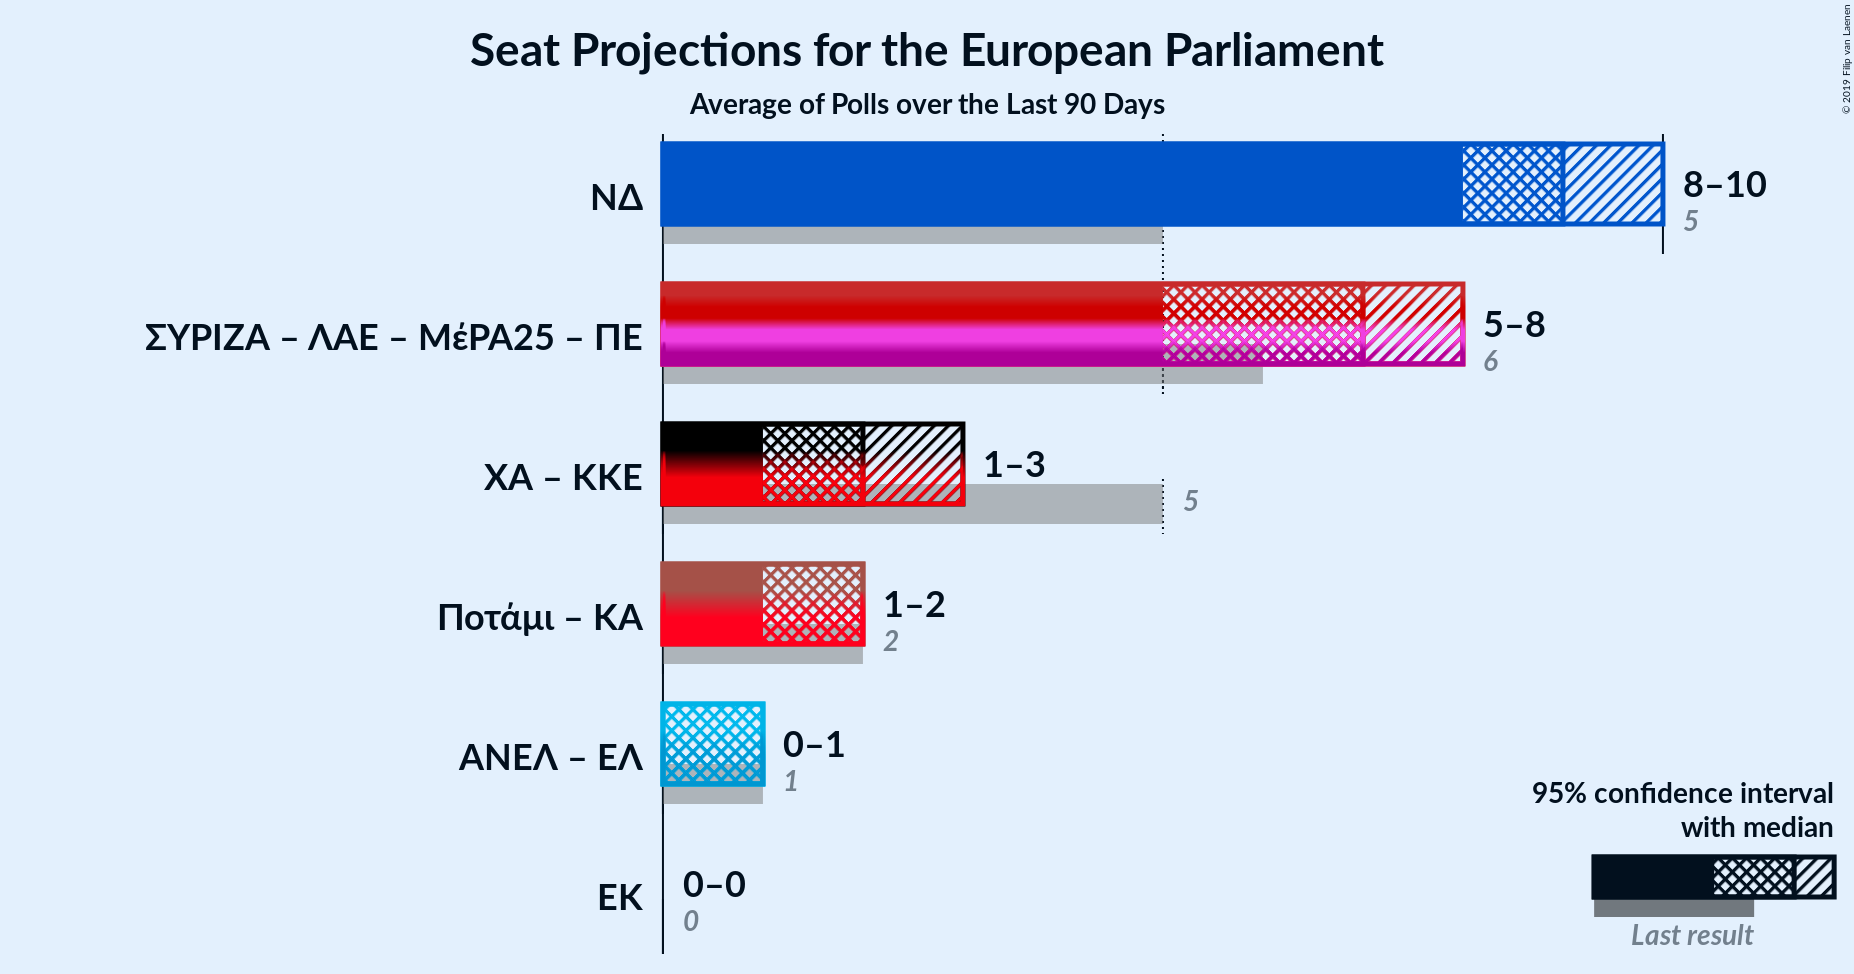 Seat Projections for the European Parliament
Average of Polls over the Last 90 Days
© 2019 Filip van Laenen
ΝΔ
8–10
5
ΣΥΡΙΖΑ – ΛΑΕ – ΜέΡΑ25 – ΠΕ
5–8
6
ΧΑ – ΚΚΕ
1–3
5
Ποτάμι – ΚΑ
1–2
2
ΑΝΕΛ – ΕΛ
0–1
1
ΕΚ
0–0
0
95% confidence interval
with median
Last result